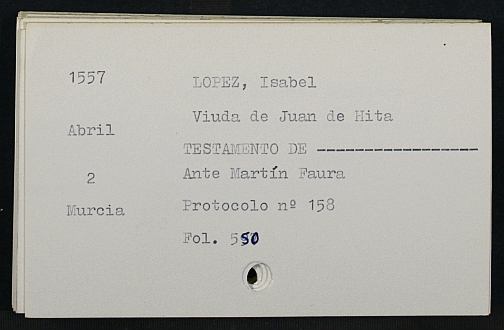 1557
LOPEZ, Isabel
Viuda de Juan de Hita
Abril
TESTAMENTO DE ------------------
2
Ante Martín Faura
Murcia
Protocolo nº 158
Fol.